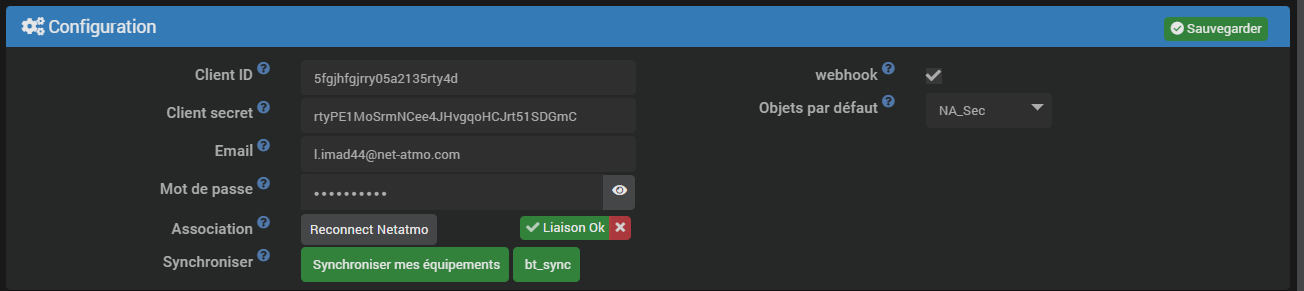 Configuration
Sauvegarder
Client ID ?
5fgjhfgjrry05a2135rty4d
webhook ?
Client secret ?
rtyPE1MoSrmNCee4JHvgqoHCJrt51SDGmC
Objets par défaut ?
NA_Sec
Email ?
l.imad44@net-atmo.com
Mot de passe ?
••••••••••
Association ?
Reconnect Netatmo
Liaison Ok
Synchroniser ?
Synchroniser mes équipements
bt_sync